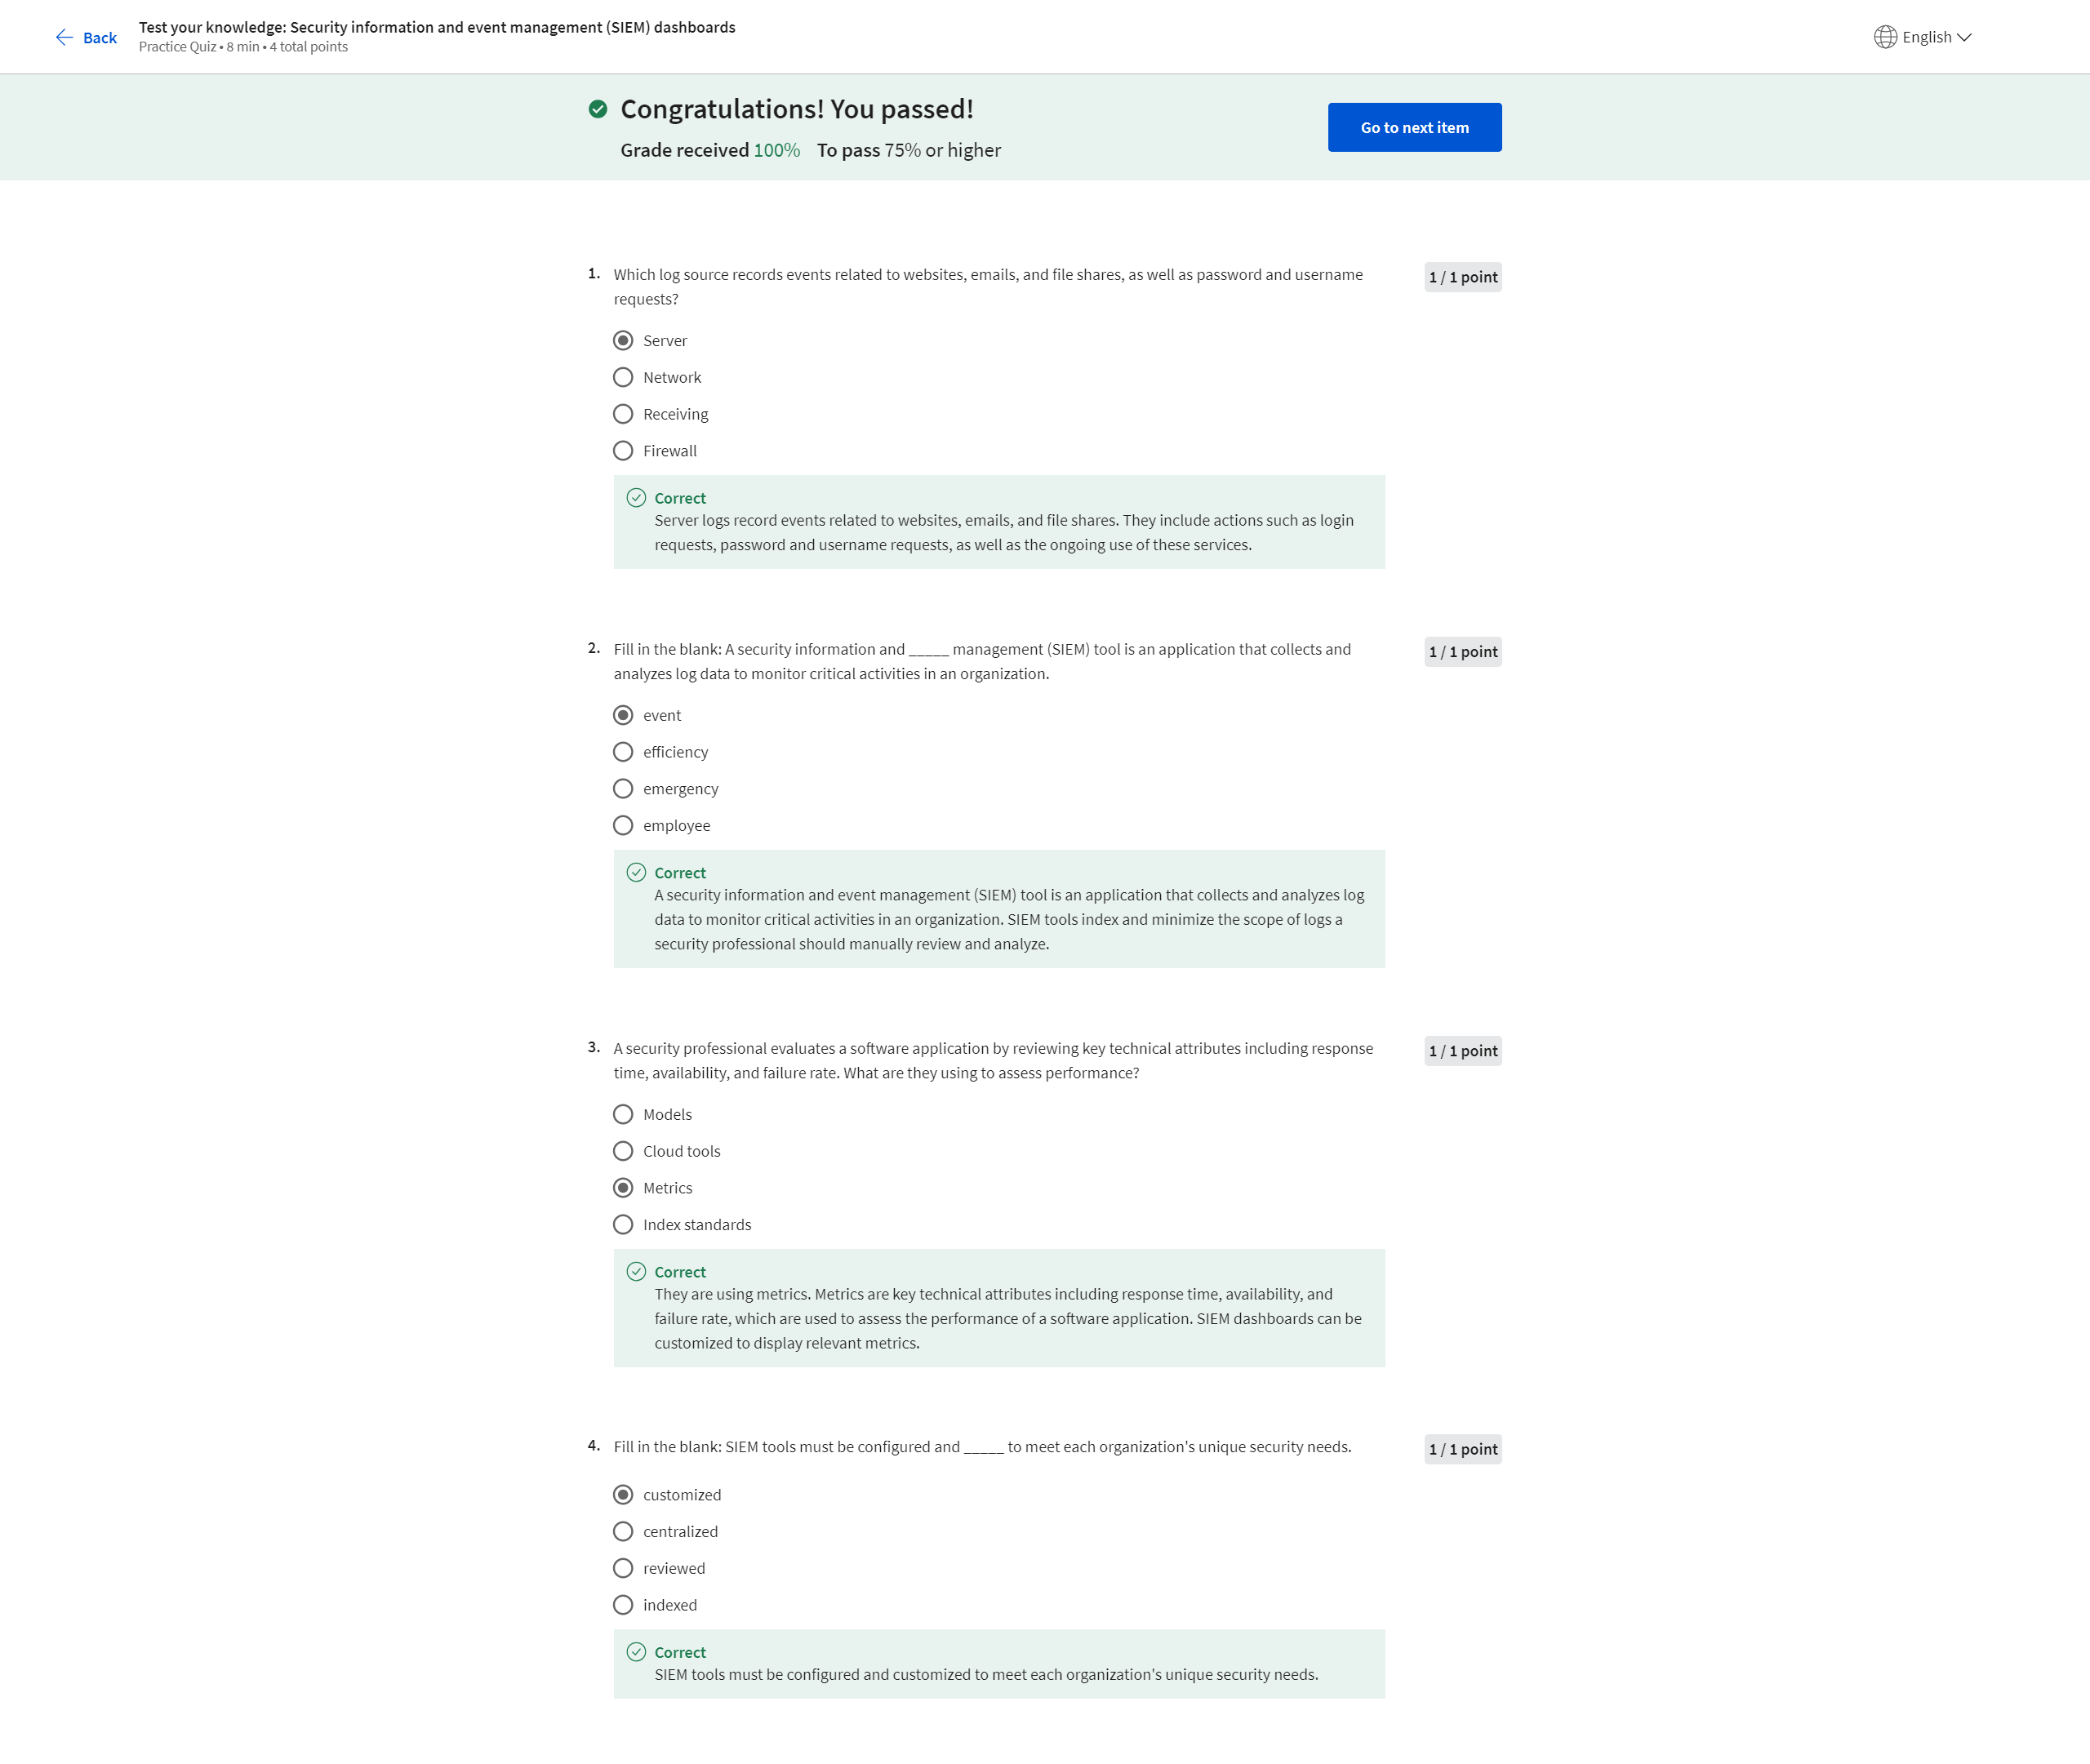 Back
Test your knowledge: Security information and event management (SIEM) dashboards
Practice Quiz • 8 min • 4 total points
English
Congratulations! You passed!
Grade received 100% To pass 75% or higher
Go to next item
1. Which log source records events related to websites, emails, and file shares, as well as password and username
requests?
1 / 1 point
Server
Network
Receiving
Firewall
Correct
Server logs record events related to websites, emails, and file shares. They include actions such as login
requests, password and username requests, as well as the ongoing use of these services.
2. Fill in the blank: A security information and _____ management (SIEM) tool is an application that collects and
analyzes log data to monitor critical activities in an organization.
1 / 1 point
event
efficiency
emergency
employee
Correct
A security information and event management (SIEM) tool is an application that collects and analyzes log
data to monitor critical activities in an organization. SIEM tools index and minimize the scope of logs a
security professional should manually review and analyze.
3. A security professional evaluates a software application by reviewing key technical attributes including response
time, availability, and failure rate. What are they using to assess performance?
1 / 1 point
Models
Cloud tools
Metrics
Index standards
Correct
They are using metrics. Metrics are key technical attributes including response time, availability, and
failure rate, which are used to assess the performance of a software application. SIEM dashboards can be
customized to display relevant metrics.
4. Fill in the blank: SIEM tools must be configured and _____ to meet each organization's unique security needs.
1 / 1 point
customized
centralized
reviewed
indexed
Correct
SIEM tools must be configured and customized to meet each organization's unique security needs.